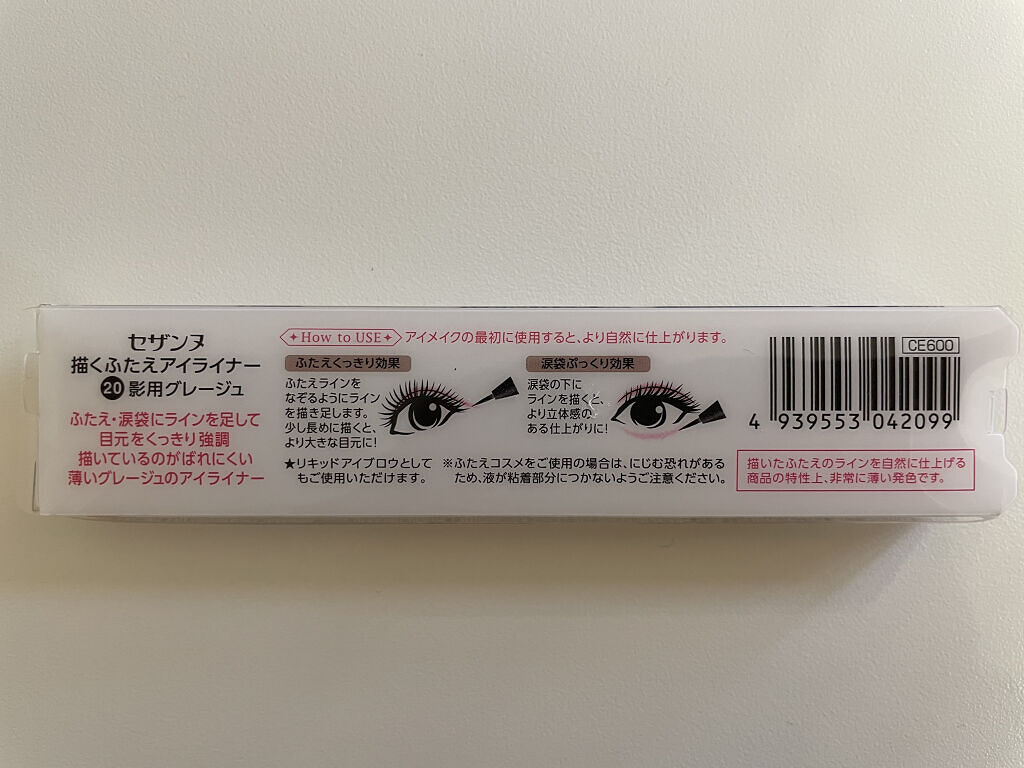 セザンヌ
描くふたえアイライナー
20 影用グレージュ
ふたえ・涙袋にラインを足して
目元をくっきり強調
描いているのがばれにくい
薄いグレージュのアイライナー
How to USE アイメイクの最初に使用すると、より自然に仕上がります。
ふたえくっきり効果
ふたえラインを
なぞるようにライン
を描き足します。
少し長めに描くと、
より大きな目元に!
涙袋ぷっくり効果
涙袋の下に
ラインを描くと、
より立体感の
ある仕上がりに!
★リキッドアイブロウとして
もご使用いただけます。
※ふたえコスメをご使用の場合は、にじむ恐れがある
ため、液が粘着部分につかないようご注意ください。
CE600
4 939553 042099
描いたふたえのラインを自然に仕上げる
商品の特性上、非常に薄い発色です。